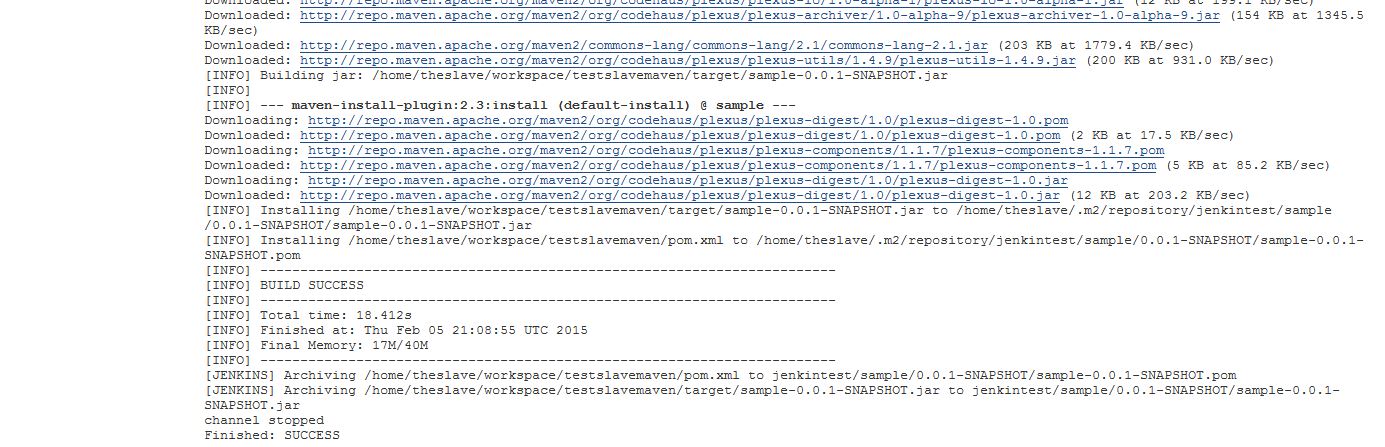 Downloaded: http://repo.maven.apache.org/maven2/org/codehaus/plexus/plexus-io/1.0-alpha-1/plexus-io-1.0-alpha-1.jar (12 KB at 199.1 KB/sec)
Downloaded: http://repo.maven.apache.org/maven2/org/codehaus/plexus/plexus-archiver/1.0-alpha-9/plexus-archiver-1.0-alpha-9.jar (154 KB at 1345.5
KB/sec)
Downloaded: http://repo.maven.apache.org/maven2/commons-lang/commons-lang/2.1/commons-lang-2.1.jar (203 KB at 1779.4 KB/sec)
Downloaded: http://repo.maven.apache.org/maven2/org/codehaus/plexus/plexus-utils/1.4.9/plexus-utils-1.4.9.jar (200 KB at 931.0 KB/sec)
[INFO] Building jar: /home/theslave/workspace/testslavemaven/target/sample-0.0.1-SNAPSHOT.jar
[INFO]
[INFO] --- maven-install-plugin:2.3:install (default-install) @ sample ---
Downloading: http://repo.maven.apache.org/maven2/org/codehaus/plexus/plexus-digest/1.0/plexus-digest-1.0.pom
Downloaded: http://repo.maven.apache.org/maven2/org/codehaus/plexus/plexus-digest/1.0/plexus-digest-1.0.pom (2 KB at 17.5 KB/sec)
Downloading: http://repo.maven.apache.org/maven2/org/codehaus/plexus/plexus-components/1.1.7/plexus-components-1.1.7.pom
Downloaded: http://repo.maven.apache.org/maven2/org/codehaus/plexus/plexus-components/1.1.7/plexus-components-1.1.7.pom (5 KB at 85.2 KB/sec)
Downloading: http://repo.maven.apache.org/maven2/org/codehaus/plexus/plexus-digest/1.0/plexus-digest-1.0.jar
Downloaded: http://repo.maven.apache.org/maven2/org/codehaus/plexus/plexus-digest/1.0/plexus-digest-1.0.jar (12 KB at 203.2 KB/sec)
[INFO] Installing /home/theslave/workspace/testslavemaven/target/sample-0.0.1-SNAPSHOT.jar to /home/theslave/.m2/repository/jenkintest/sample
/0.0.1-SNAPSHOT/sample-0.0.1-SNAPSHOT.jar
[INFO] Installing /home/theslave/workspace/testslavemaven/pom.xml to /home/theslave/.m2/repository/jenkintest/sample/0.0.1-SNAPSHOT/sample-0.0.1-
SNAPSHOT.pom
[INFO] ------------------------------------------------------------------------
[INFO] BUILD SUCCESS
[INFO] ------------------------------------------------------------------------
[INFO] Total time: 18.412s
[INFO] Finished at: Thu Feb 05 21:08:55 UTC 2015
[INFO] Final Memory: 17M/40M
[INFO] ------------------------------------------------------------------------
[JENKINS] Archiving /home/theslave/workspace/testslavemaven/pom.xml to jenkintest/sample/0.0.1-SNAPSHOT/sample-0.0.1-SNAPSHOT.pom
[JENKINS] Archiving /home/theslave/workspace/testslavemaven/target/sample-0.0.1-SNAPSHOT.jar to jenkintest/sample/0.0.1-SNAPSHOT/sample-0.0.1-
SNAPSHOT.jar
channel stopped
Finished: SUCCESS